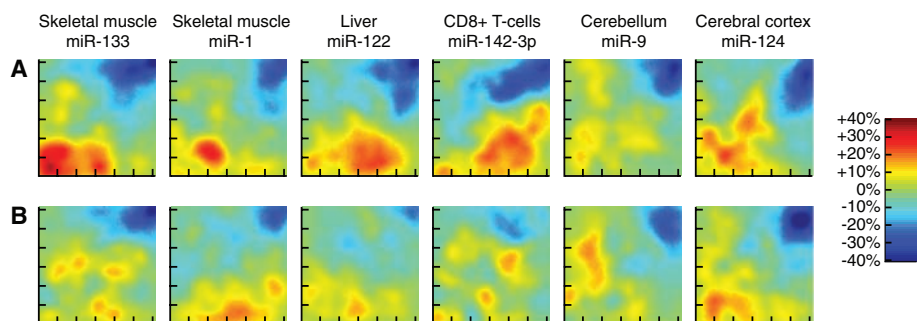 Skeletal muscle
miR-133
Skeletal muscle
miR-1
Liver
miR-122
CD8+ T-cells
miR-142-3p
Cerebellum
miR-9
Cerebral cortex
miR-124
A
B
+40%
+30%
+20%
+10%
0%
-10%
-20%
-30%
-40%